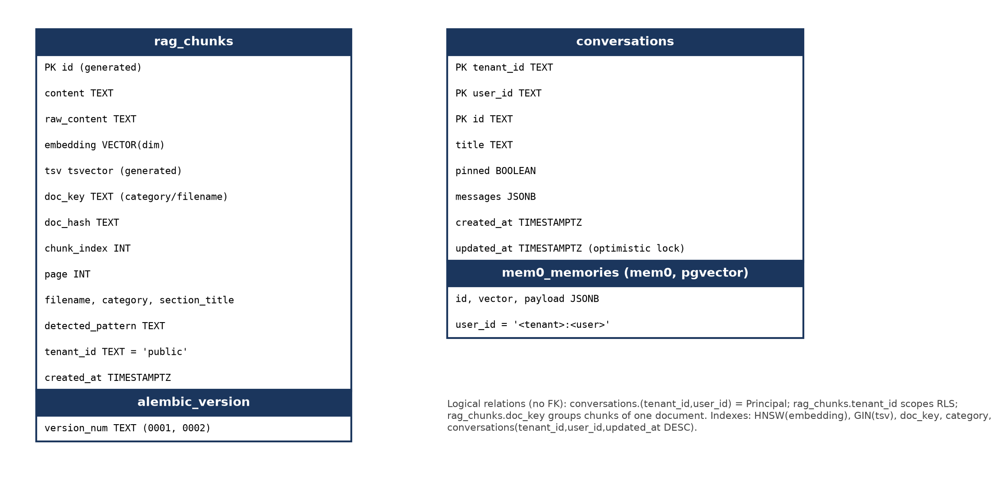 rag_chunks
PK id (generated)
content TEXT
raw_content TEXT
embedding VECTOR(dim)
tsv tsvector (generated)
doc_key TEXT (category/filename)
doc_hash TEXT
chunk_index INT
page INT
filename, category, section_title
detected_pattern TEXT
tenant_id TEXT = 'public'
created_at TIMESTAMPTZ
alembic_version
version_num TEXT (0001, 0002)
conversations
PK tenant_id TEXT
PK user_id TEXT
PK id TEXT
title TEXT
pinned BOOLEAN
messages JSONB
created_at TIMESTAMPTZ
updated_at TIMESTAMPTZ (optimistic lock)
mem0_memories (mem0, pgvector)
id, vector, payload JSONB
user_id = '<tenant>:<user>'
Logical relations (no FK): conversations.(tenant_id,user_id) = Principal; rag_chunks.tenant_id scopes RLS;
rag_chunks.doc_key groups chunks of one document. Indexes: HNSW(embedding), GIN(tsv), doc_key, category,
conversations(tenant_id,user_id,updated_at DESC).